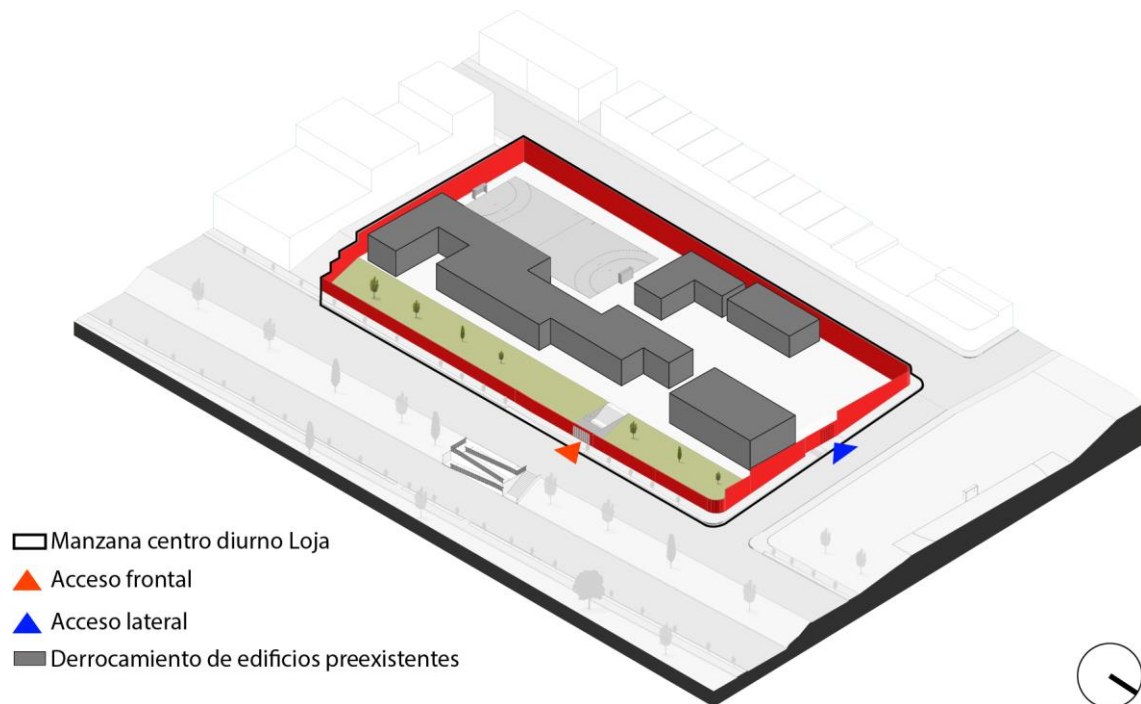 Manzana centro diurno Loja
Acceso frontal
Acceso lateral
Derrocamiento de edificios preexistentes